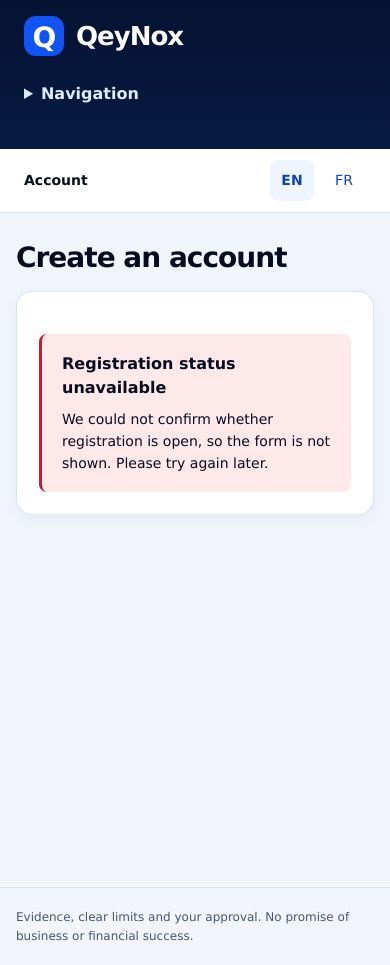 Q QeyNox
▶ Navigation
Account EN FR
Create an account
Registration status
unavailable
We could not confirm whether
registration is open, so the form is not
shown. Please try again later.
Evidence, clear limits and your approval. No promise of
business or financial success.